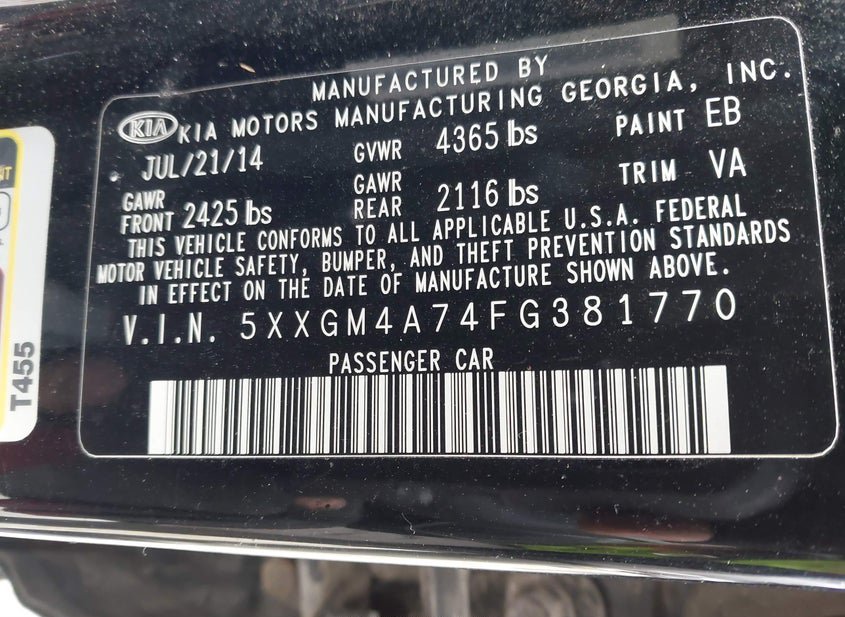 MANUFACTURED BY
KIA KIA MOTORS MANUFACTURING GEORGIA, INC.
JUL/21/14 GVWR 4365 lbs PAINT EB
GAWR FRONT 2425 lbs GAWR REAR 2116 lbs TRIM VA
THIS VEHICLE CONFORMS TO ALL APPLICABLE U.S.A. FEDERAL
MOTOR VEHICLE SAFETY, BUMPER, AND THEFT PREVENTION STANDARDS
IN EFFECT ON THE DATE OF MANUFACTURE SHOWN ABOVE.
V.I.N. 5XXGM4A74FG381770
PASSENGER CAR
T455